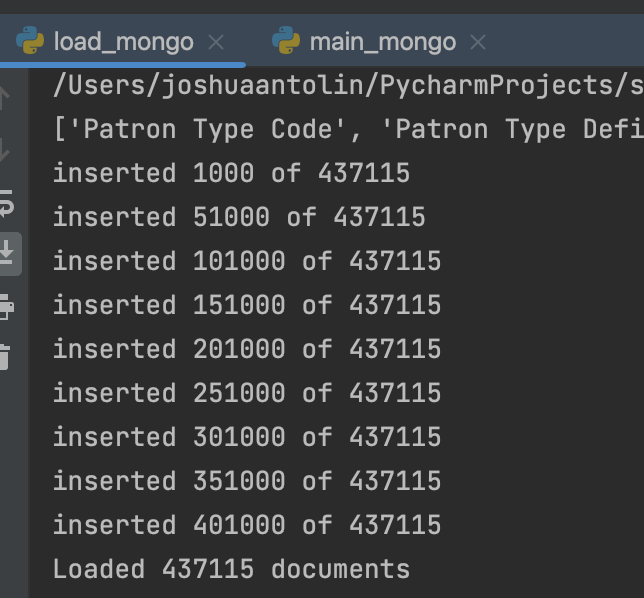 load_mongo main_mongo
/Users/joshuaantolin/PycharmProjects/s
['Patron Type Code', 'Patron Type Defi
inserted 1000 of 437115
inserted 51000 of 437115
inserted 101000 of 437115
inserted 151000 of 437115
inserted 201000 of 437115
inserted 251000 of 437115
inserted 301000 of 437115
inserted 351000 of 437115
inserted 401000 of 437115
Loaded 437115 documents